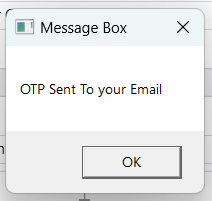 Message Box
OTP Sent To your Email
OK